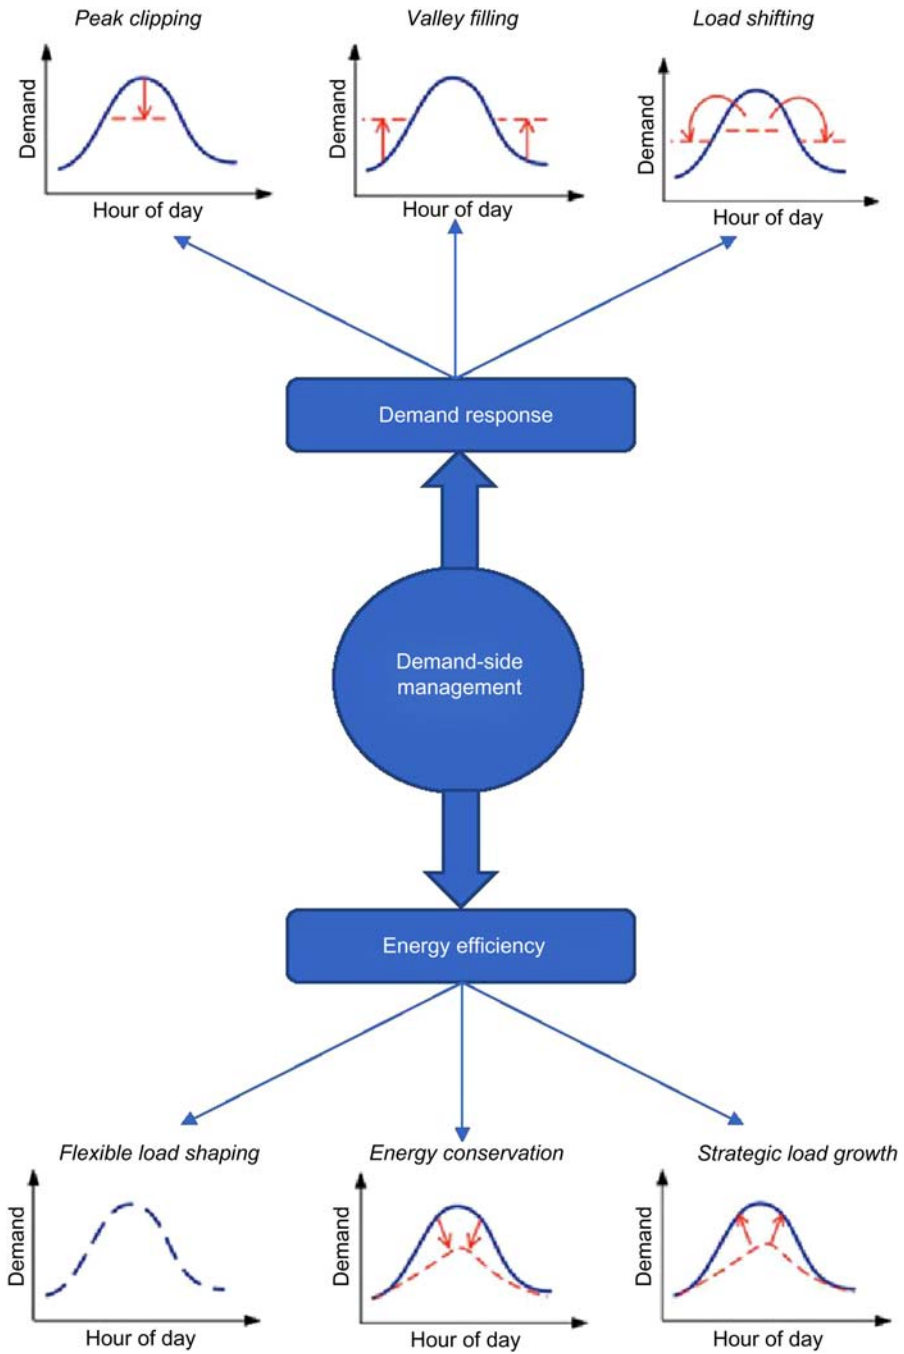 Peak clipping
Valley filling
Load shifting
Demand
Hour of day
Demand
Hour of day
Demand
Hour of day
Demand response
Demand-side
management
Energy efficiency
Flexible load shaping
Energy conservation
Strategic load growth
Demand
Hour of day
Demand
Hour of day
Demand
Hour of day